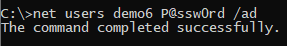 C:\>net users demo6 P@ssw0rd /ad
The command completed successfully.